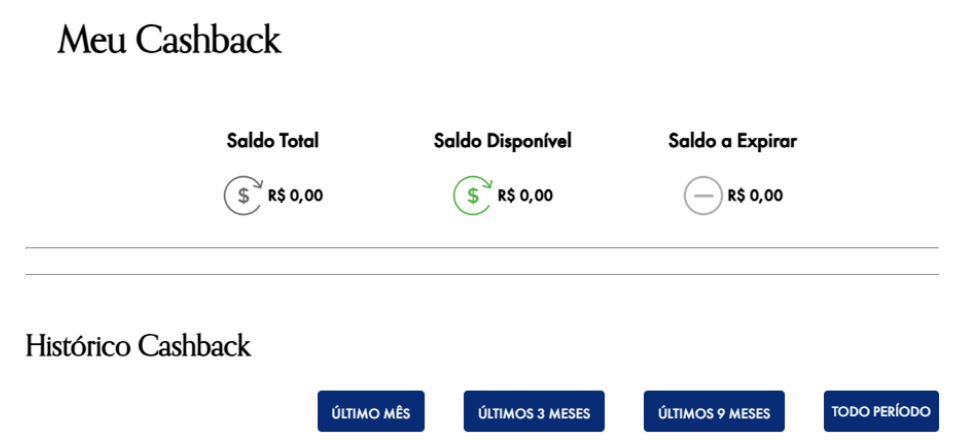 Meu Cashback
Saldo Total Saldo Disponível Saldo a Expirar
$ R$ 0,00 $ R$ 0,00 R$ 0,00
Histórico Cashback
ÚLTIMO MÊS ÚLTIMOS 3 MESES ÚLTIMOS 9 MESES TODO PERÍODO